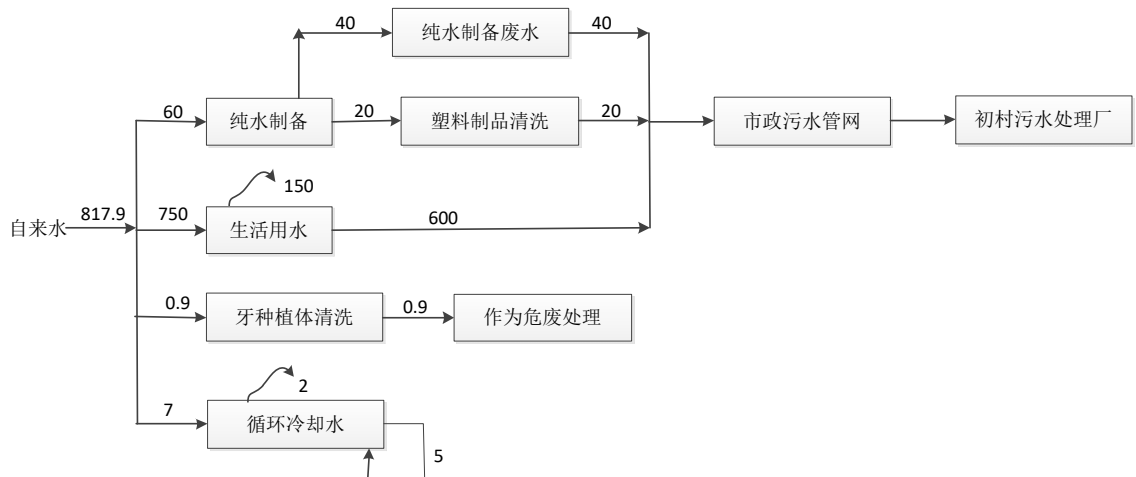 40
纯水制备废水
40
60
纯水制备
20
塑料制品清洗
20
市政污水管网
初村污水处理厂
150
自来水
817.9
750
生活用水
600
0.9
牙种植体清洗
0.9
作为危废处理
2
7
循环冷却水
5